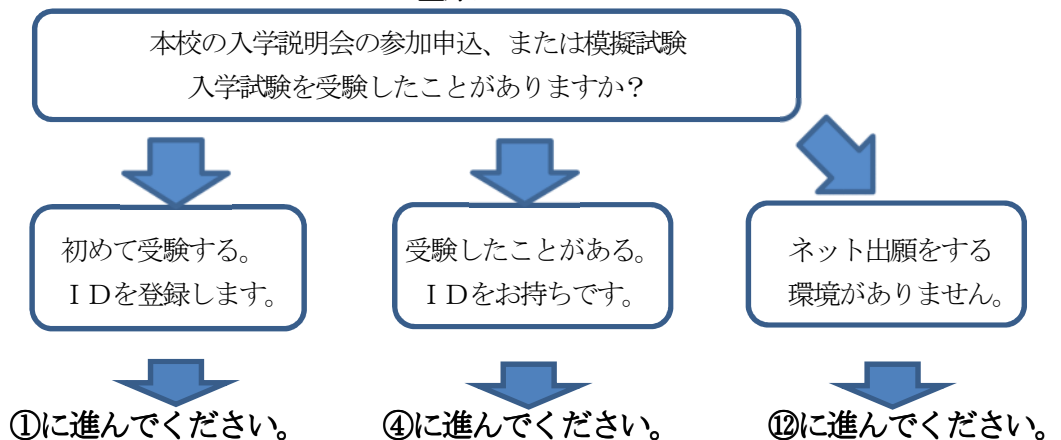 本校の入学説明会の参加申込、または模擬試験
入学試験を受験したことがありますか？
初めて受験する。
ＩＤを登録します。
受験したことがある。
ＩＤをお持ちです。
ネット出願をする
環境がありません。
①に進んでください。
④に進んでください。
⑫に進んでください。